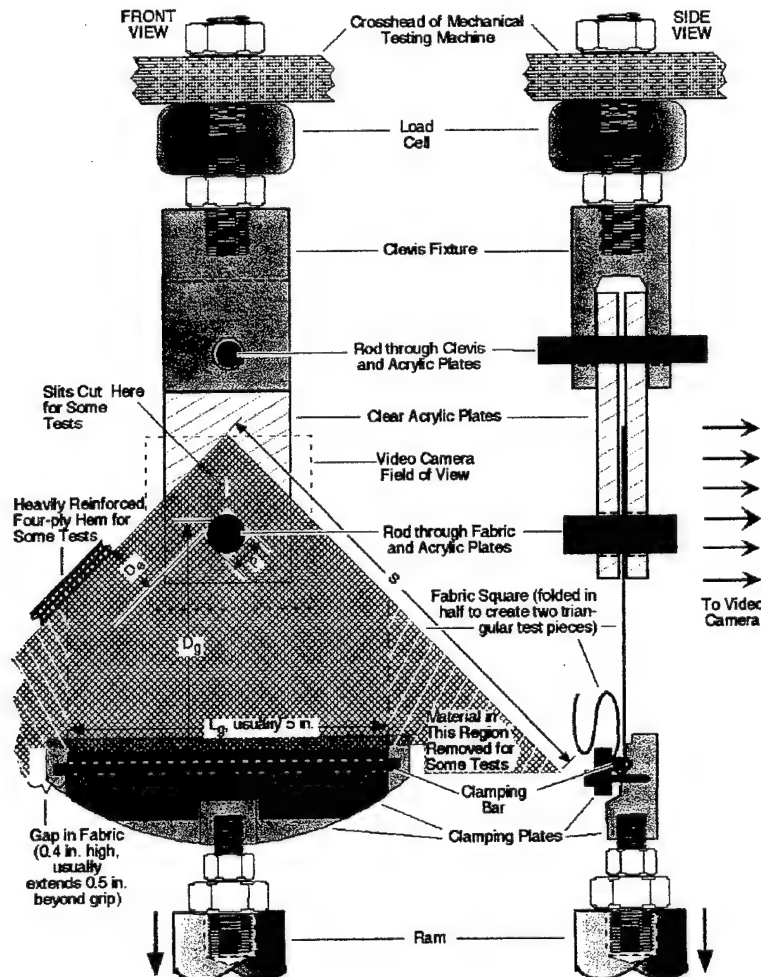 FRONT
VIEW
Crosshead of Mechanical
Testing Machine
SIDE
VIEW
Load
Cell
Clevis Fixture
Rod through Clevis
and Acrylic Plates
Slits Cut Here
for Some
Tests
Clear Acrylic Plates
Video Camera
Field of View
Heavily Reinforced,
Four-ply Hem for
Some Tests
Rod through Fabric
and Acrylic Plates
S
Fabric Square (folded in
half to create two trian-
gular test pieces)
To Video
Camera
Dg
Lg, usually 5 in.
Material in
This Region
Removed for
Some Tests
Clamping
Bar
Gap in Fabric
(0.4 in. high,
usually
extends 0.5 in.
beyond grip)
Clamping Plates
Ram